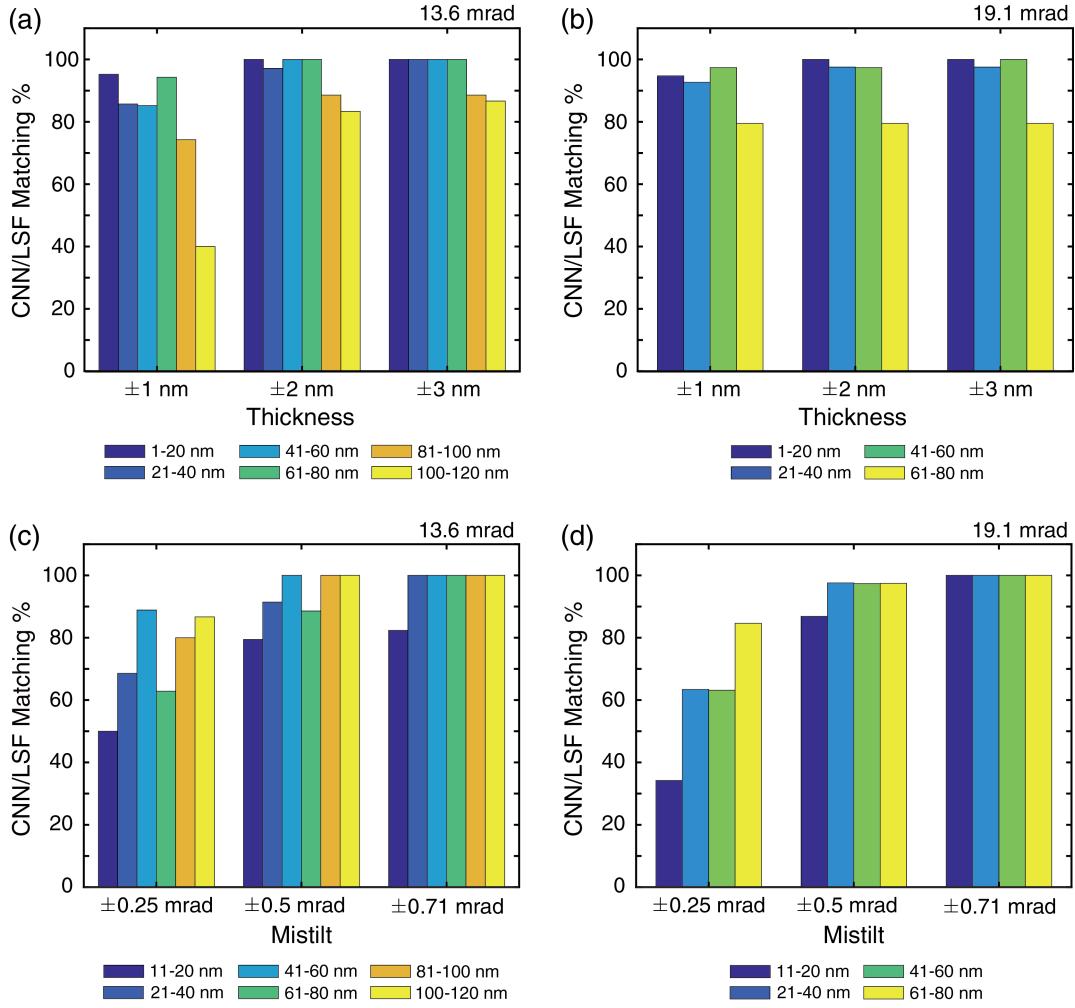 (a) 13.6 mrad
CNN/LSF Matching %
100
80
60
40
20
0
±1 nm ±2 nm ±3 nm
Thickness
1-20 nm 41-60 nm 81-100 nm
21-40 nm 61-80 nm 100-120 nm
(b) 19.1 mrad
CNN/LSF Matching %
100
80
60
40
20
0
±1 nm ±2 nm ±3 nm
Thickness
1-20 nm 41-60 nm
21-40 nm 61-80 nm
(c) 13.6 mrad
CNN/LSF Matching %
100
80
60
40
20
0
±0.25 mrad ±0.5 mrad ±0.71 mrad
Mistilt
11-20 nm 41-60 nm 81-100 nm
21-40 nm 61-80 nm 100-120 nm
(d) 19.1 mrad
CNN/LSF Matching %
100
80
60
40
20
0
±0.25 mrad ±0.5 mrad ±0.71 mrad
Mistilt
11-20 nm 41-60 nm
21-40 nm 61-80 nm